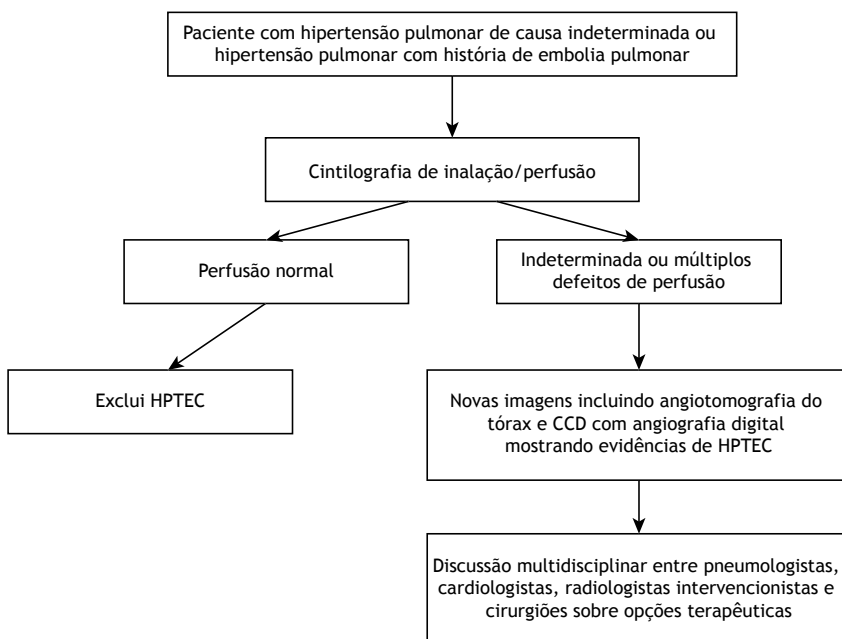 Paciente com hipertensão pulmonar de causa indeterminada ou
hipertensão pulmonar com história de embolia pulmonar
Cintilografia de inalação/perfusão
Perfusão normal
Indeterminada ou múltiplos
defeitos de perfusão
Exclui HPTEC
Novas imagens incluindo angiotomografia do
tórax e CCD com angiografia digital
mostrando evidências de HPTEC
Discussão multidisciplinar entre pneumologistas,
cardiologistas, radiologistas intervencionistas e
cirurgiões sobre opções terapêuticas